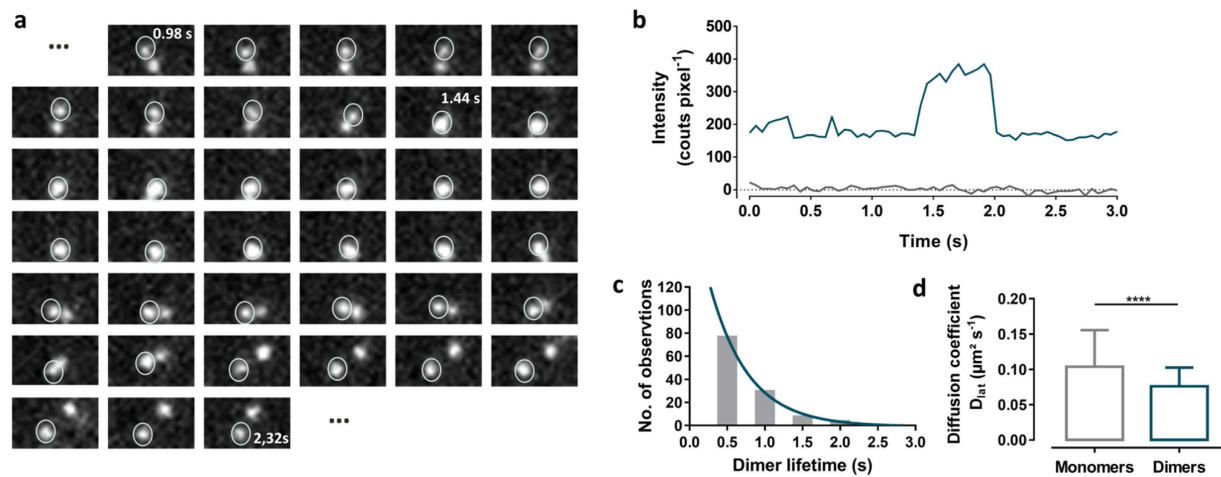 a
0.98 s
1.44 s
2,32s
b
500
400
300
200
100
0
Intensity
(couts pixel⁻¹)
0.0 0.5 1.0 1.5 2.0 2.5 3.0
Time (s)
c
120
100
80
60
40
20
0
No. of observtions
0.0 0.5 1.0 1.5 2.0 2.5 3.0
Dimer lifetime (s)
d
****
0.20
0.15
0.10
0.05
0.00
Diffusion coefficient
D_lat (µm² s⁻¹)
Monomers Dimers